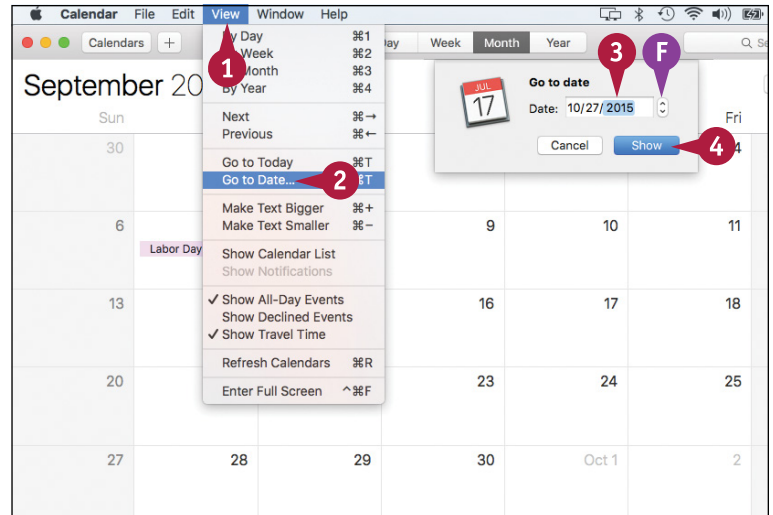 Calendar File Edit View Window Help
Calendars + Day Week Month Year
September 20
Sun Fri
By Day ⌘1
Week ⌘2
Month ⌘3
By Year ⌘4
Next ⌘→
Previous ⌘←
Go to Today ⌘T
Go to Date... ⌘T
Make Text Bigger ⌘+
Make Text Smaller ⌘−
Show Calendar List
Show Notifications
✓ Show All-Day Events
Show Declined Events
✓ Show Travel Time
Refresh Calendars ⌘R
Enter Full Screen ^⌘F
1
2
3
F
4
JUL
17
Go to date
Date: 10/27/2015
Cancel Show
30 4
6 9 10 11
Labor Day
13 16 17 18
20 23 24 25
27 28 29 30 Oct 1 2